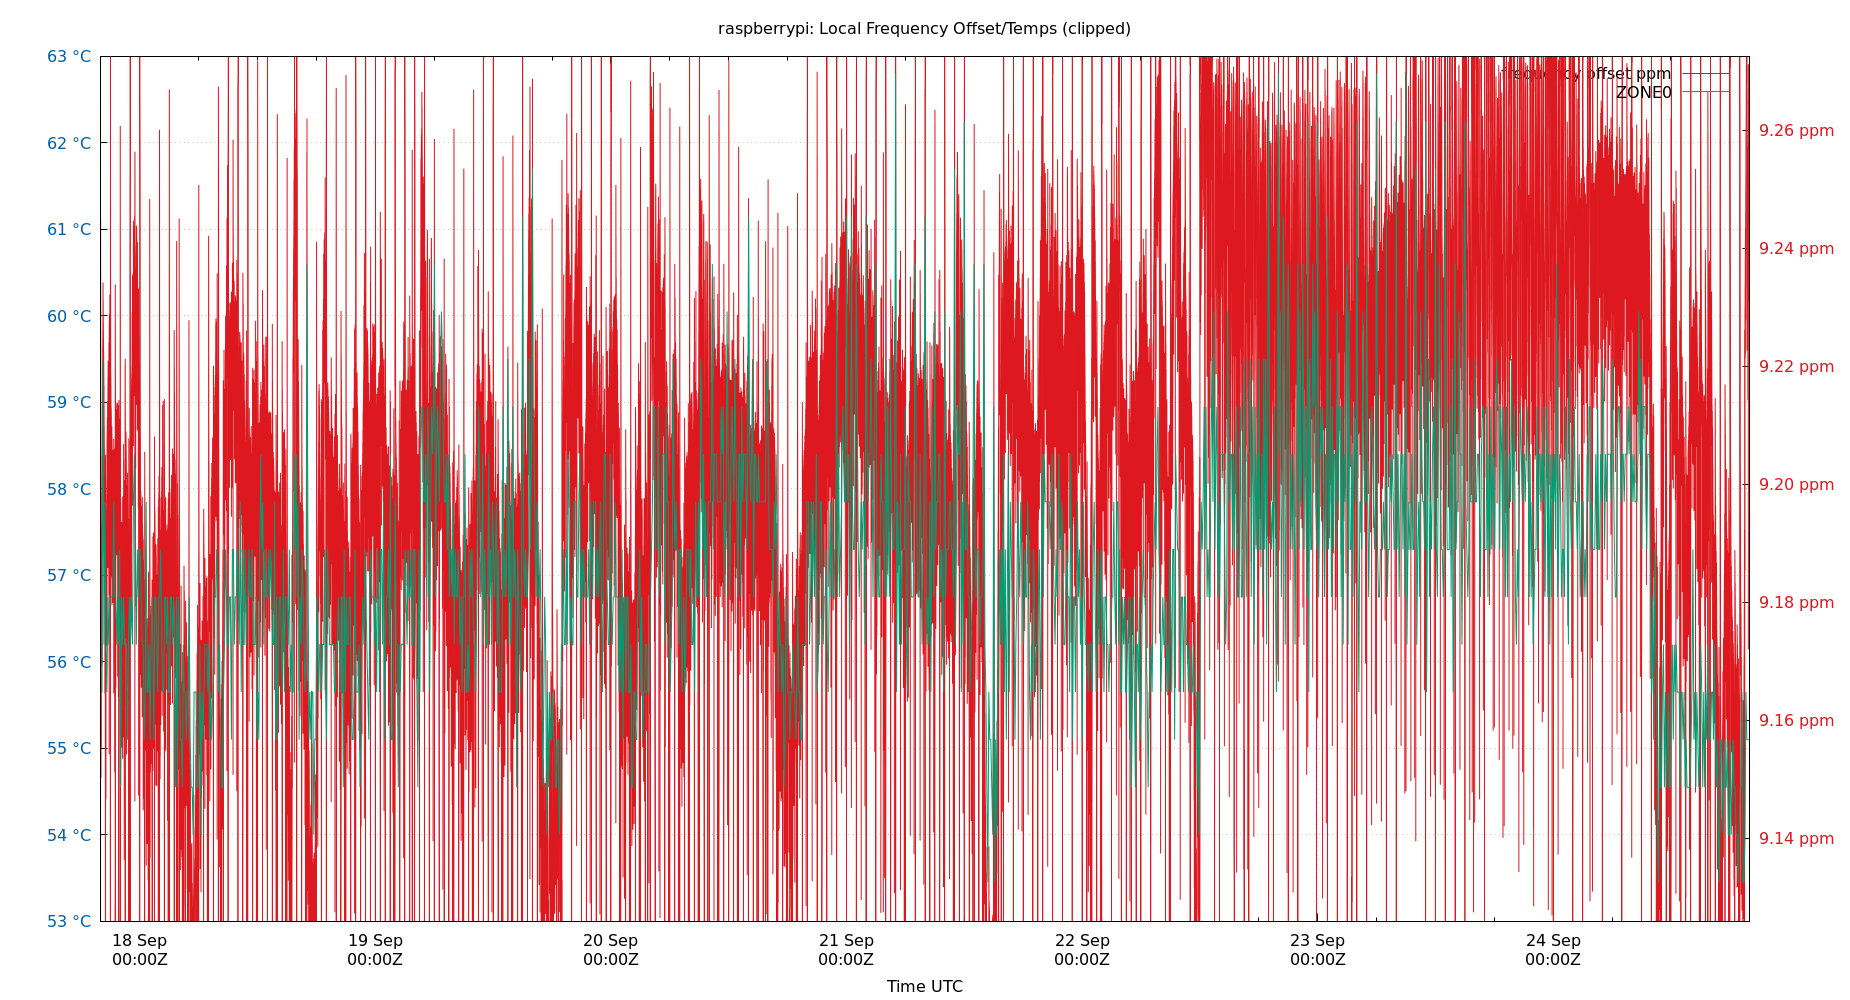 raspberrypi: Local Frequency Offset/Temps (clipped)
63 °C
62 °C
61 °C
60 °C
59 °C
58 °C
57 °C
56 °C
55 °C
54 °C
53 °C
frequency offset ppm
ZONE0
9.26 ppm
9.24 ppm
9.22 ppm
9.20 ppm
9.18 ppm
9.16 ppm
9.14 ppm
18 Sep 19 Sep 20 Sep 21 Sep 22 Sep 23 Sep 24 Sep
00:00Z 00:00Z 00:00Z 00:00Z 00:00Z 00:00Z 00:00Z
Time UTC